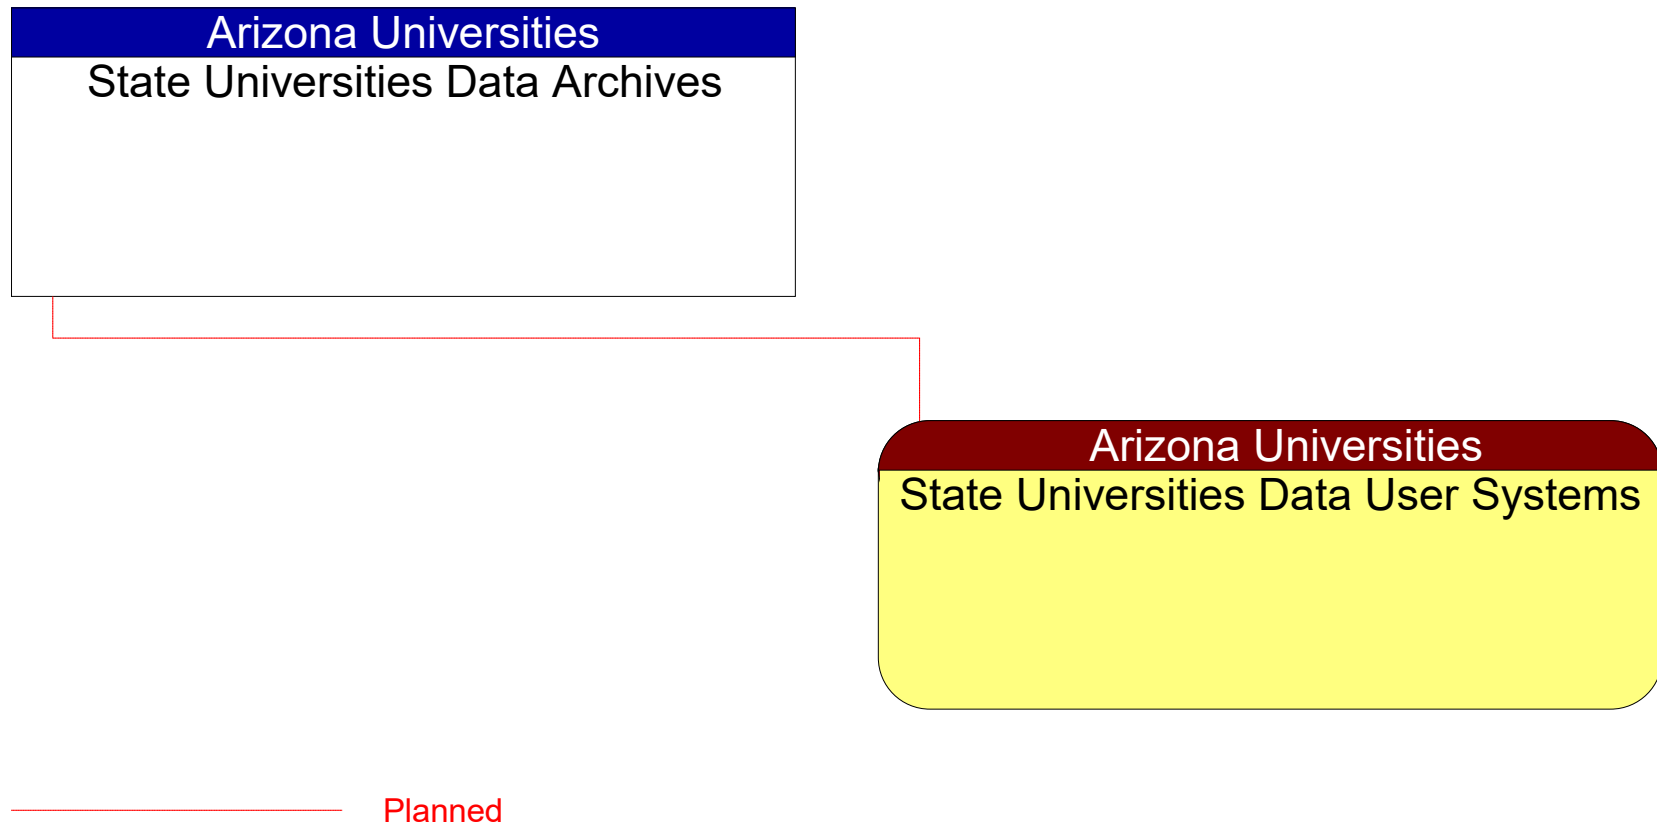 Arizona Universities
State Universities Data Archives
Arizona Universities
State Universities Data User Systems
Planned